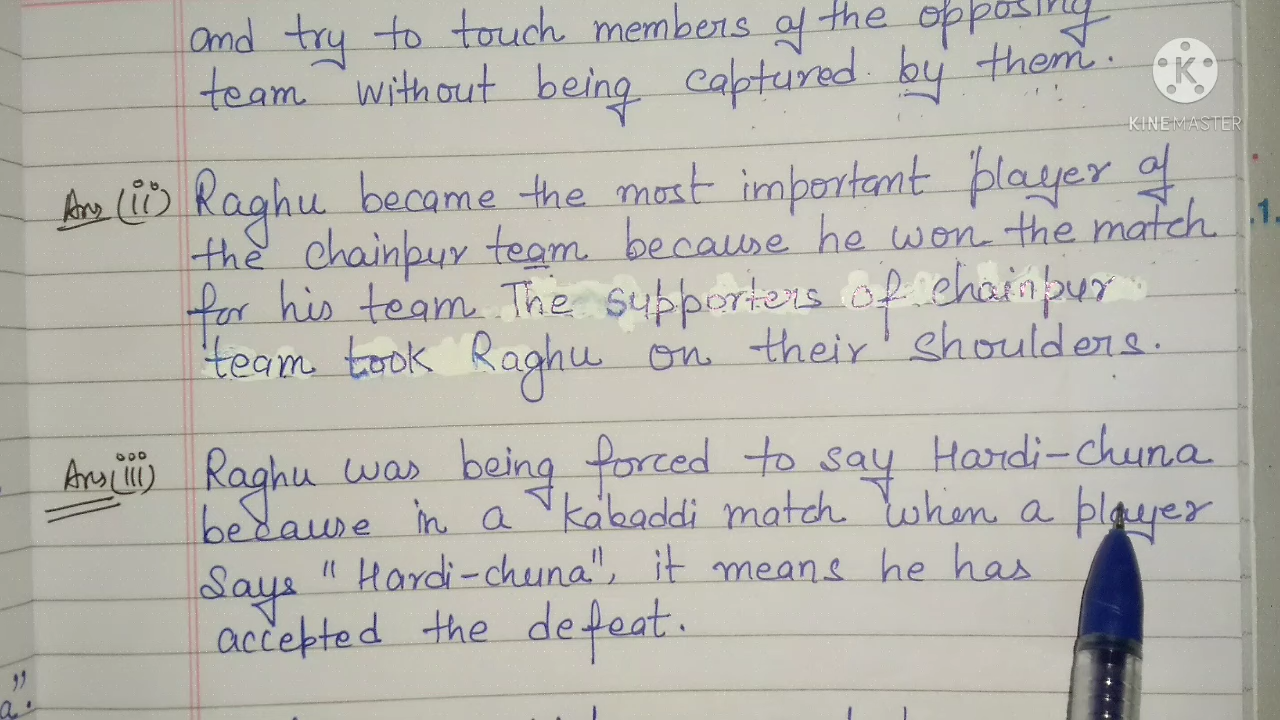 and try to touch members of the opposing
team without being captured by them.
K
KINEMASTER
Ans (ii) Raghu became the most important player of
the chainpur team because he won the match
.1.
for his team The supporters of chainpur
team took Raghu on their shoulders.
Ans (iii) Raghu was being forced to say Hardi-chuna
because in a kabaddi match when a player
says "Hardi-chuna", it means he has
accepted the defeat.
a."